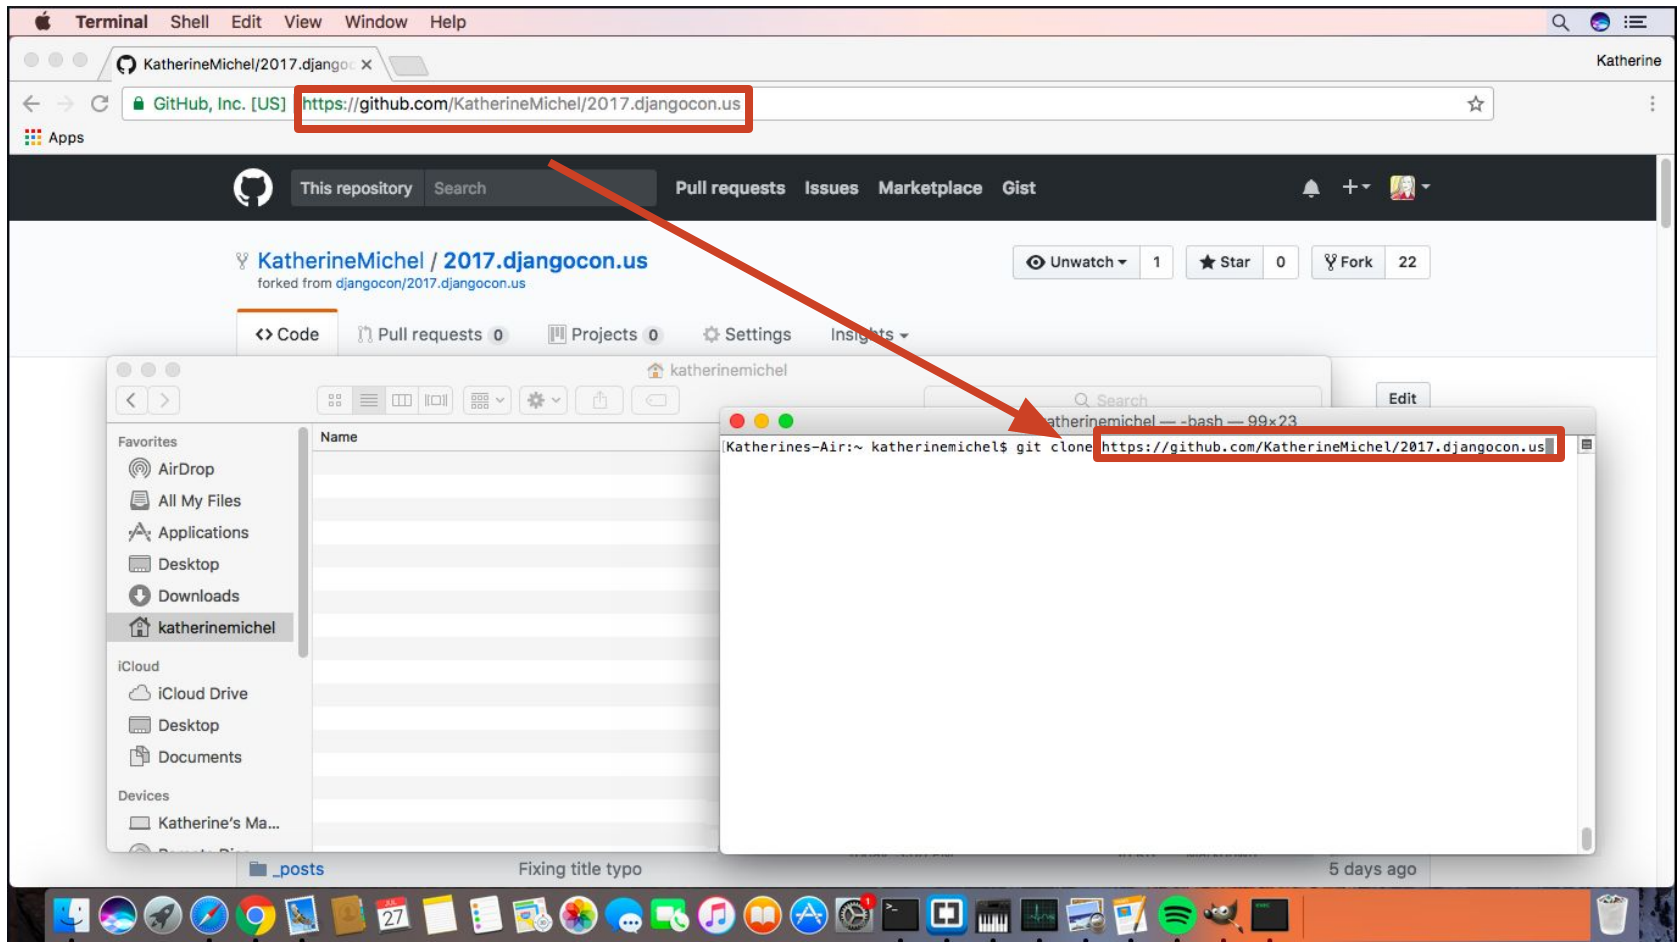 Terminal Shell Edit View Window Help
KatherineMichel/2017.djangoc
Katherine
GitHub, Inc. [US] https://github.com/KatherineMichel/2017.djangocon.us
Apps
This repository Search Pull requests Issues Marketplace Gist
KatherineMichel / 2017.djangocon.us
Unwatch 1 Star 0 Fork 22
forked from djangocon/2017.djangocon.us
Code Pull requests 0 Projects 0 Settings Insights
katherinemichel
Search
Edit
katherinemichel — -bash — 99×23
Name
Katherines-Air:~ katherinemichel$ git clone https://github.com/KatherineMichel/2017.djangocon.us
Favorites
AirDrop
All My Files
Applications
Desktop
Downloads
katherinemichel
iCloud
iCloud Drive
Desktop
Documents
Devices
Katherine's Ma...
_posts Fixing title typo 5 days ago
JUL
27
1